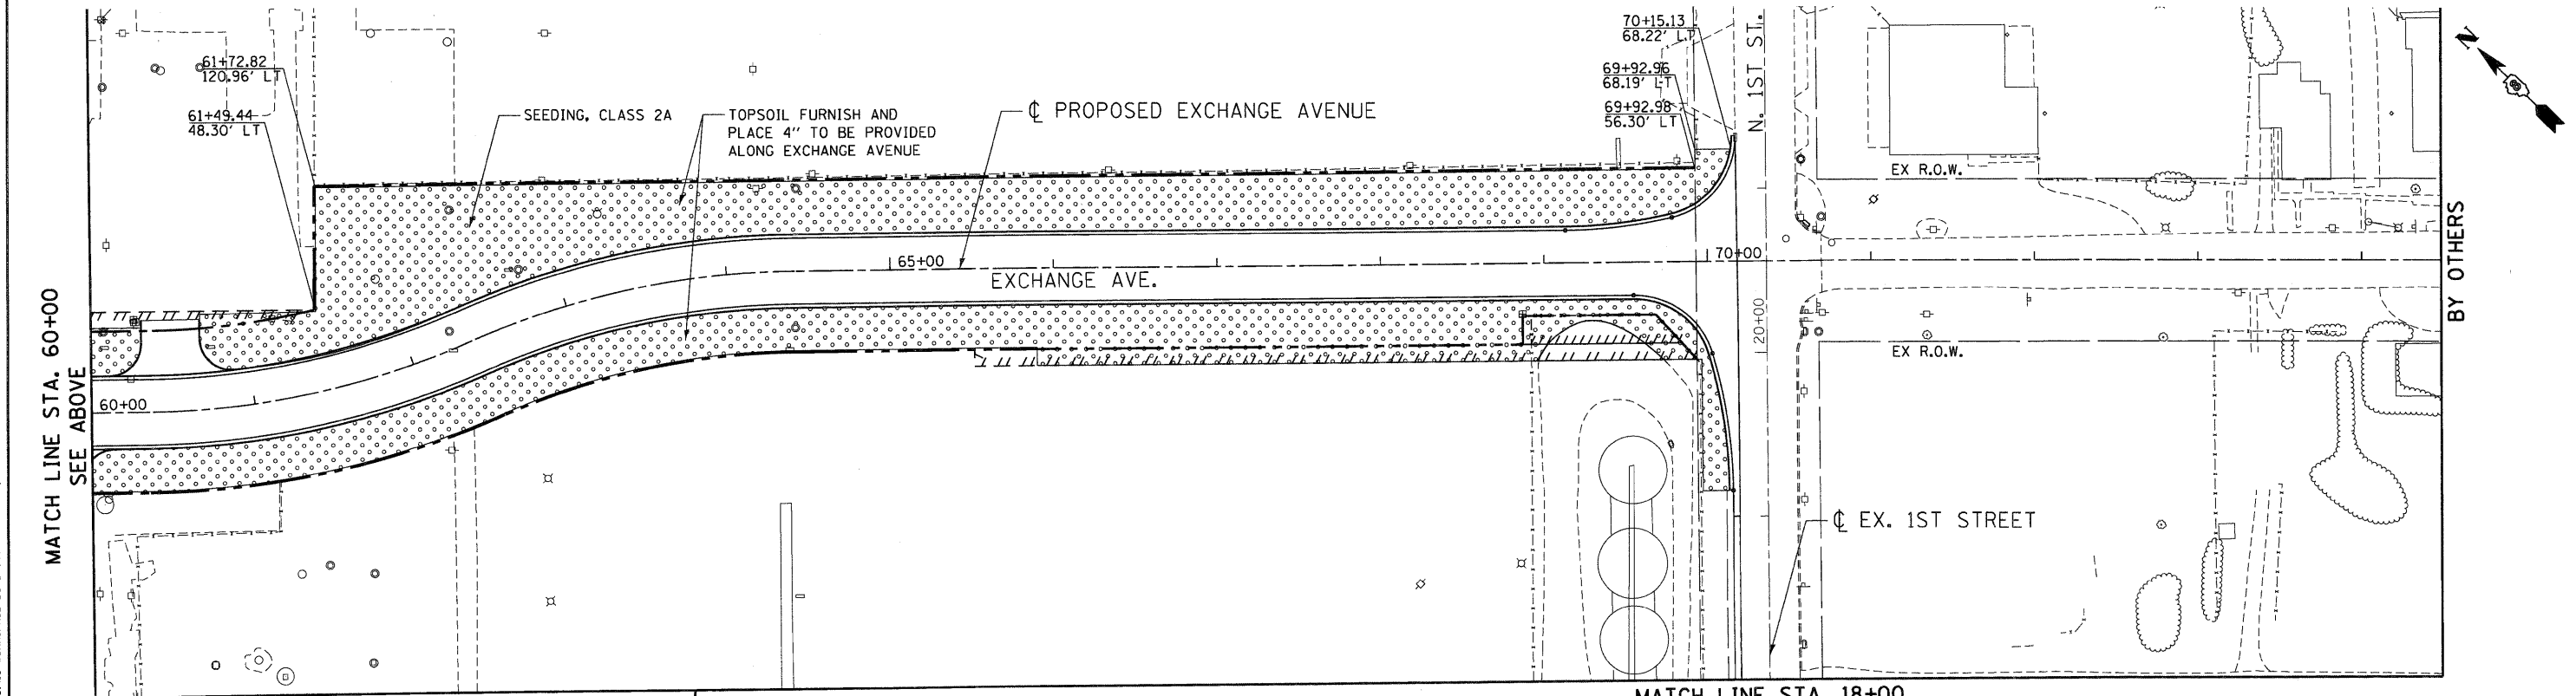 70+15.13
68.22' LT
61+72.82
120.96' LT
69+92.96
68.19' LT
61+49.44
48.30' LT
SEEDING, CLASS 2A
TOPSOIL FURNISH AND
PLACE 4" TO BE PROVIDED
ALONG EXCHANGE AVENUE
℄ PROPOSED EXCHANGE AVENUE
69+92.98
56.30' LT
N. 1ST ST.
N
EX R.O.W.
65+00
70+00
EXCHANGE AVE.
BY OTHERS
MATCH LINE STA. 60+00
SEE ABOVE
20+00
EX R.O.W.
60+00
℄ EX. 1ST STREET
MATCH LINE STA. 18+00